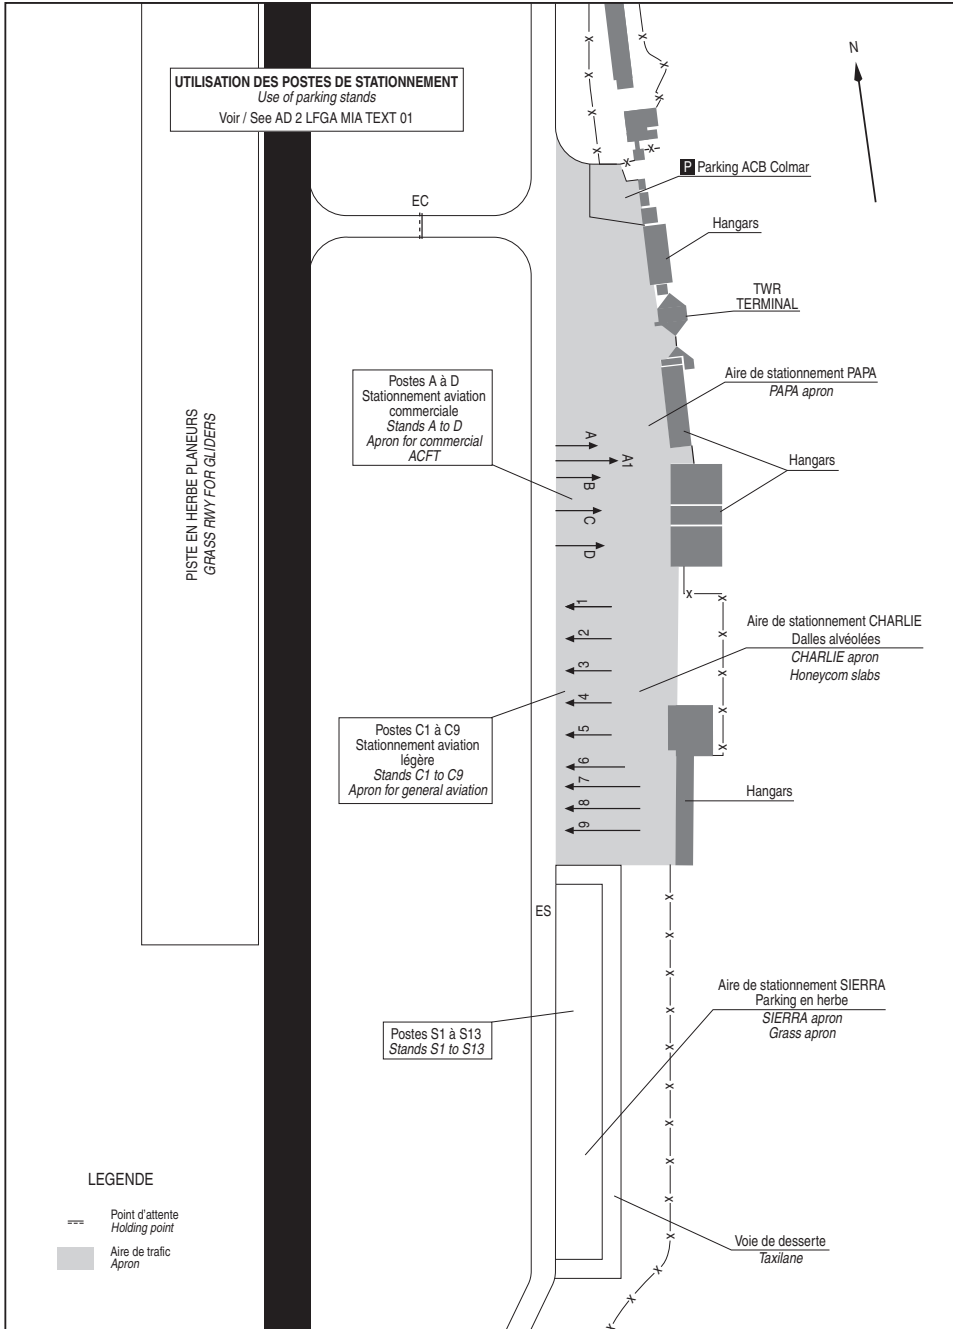 UTILISATION DES POSTES DE STATIONNEMENT
Use of parking stands
Voir / See AD 2 LFGA MIA TEXT 01
N
P Parking ACB Colmar
EC
Hangars
TWR
TERMINAL
Postes A à D
Stationnement aviation
commerciale
Stands A to D
Apron for commercial
ACFT
Aire de stationnement PAPA
PAPA apron
A
A1
B
C
D
Hangars
PISTE EN HERBE PLANEURS
GRASS RWY FOR GLIDERS
1
2
3
4
5
6
7
8
9
Aire de stationnement CHARLIE
Dalles alvéolées
CHARLIE apron
Honeycom slabs
Postes C1 à C9
Stationnement aviation
légère
Stands C1 to C9
Apron for general aviation
Hangars
ES
Aire de stationnement SIERRA
Parking en herbe
SIERRA apron
Grass apron
Postes S1 à S13
Stands S1 to S13
LEGENDE
Point d'attente
Holding point
Aire de trafic
Apron
Voie de desserte
Taxilane